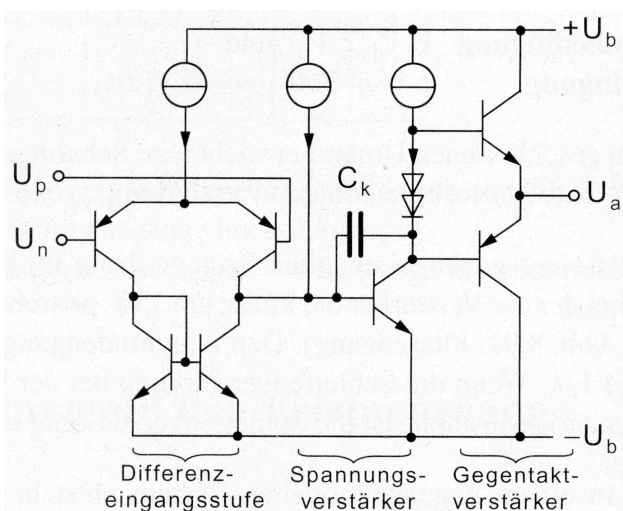 +U_b
U_p
C_k
U_a
U_n
−U_b
Differenz-
eingangsstufe
Spannungs-
verstärker
Gegentakt-
verstärker